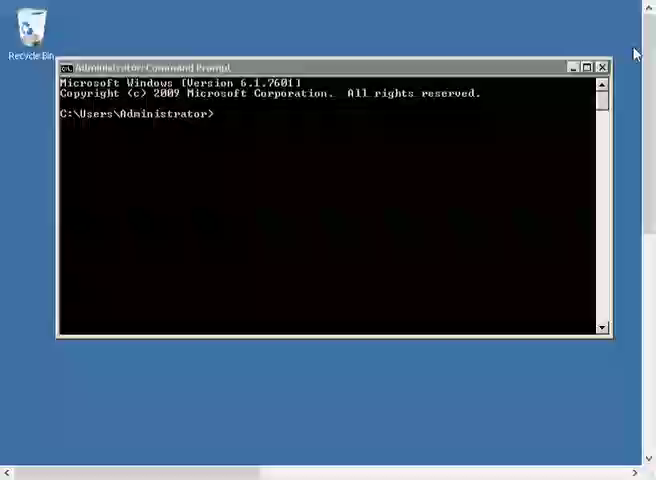 Recycle Bin
Administrator: Command Prompt
Microsoft Windows [Version 6.1.7601]
Copyright (c) 2009 Microsoft Corporation.  All rights reserved.
C:\Users\Administrator>